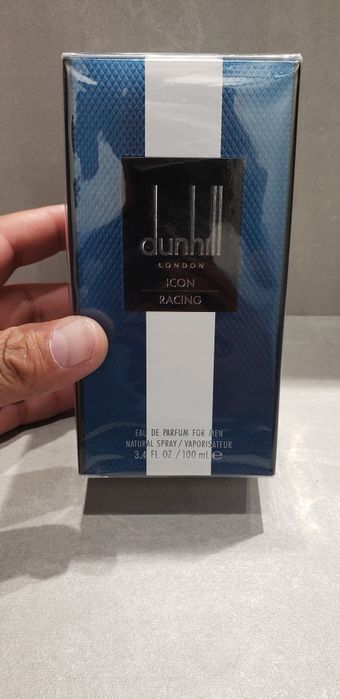 dunhill
LONDON
ICON
RACING
EAU DE PARFUM FOR MEN
NATURAL SPRAY/VAPORISATEUR
3.4 FL.OZ/100 mL e